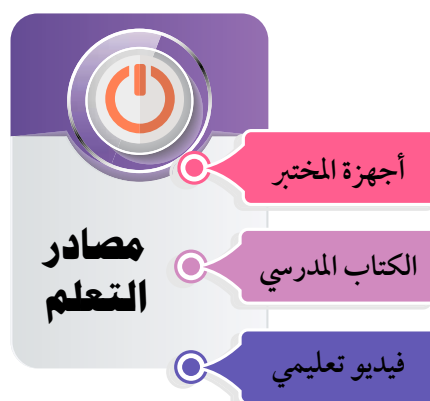 مصادر
التعلم
أجهزة المختبر
الكتاب المدرسي
فيديو تعليمي